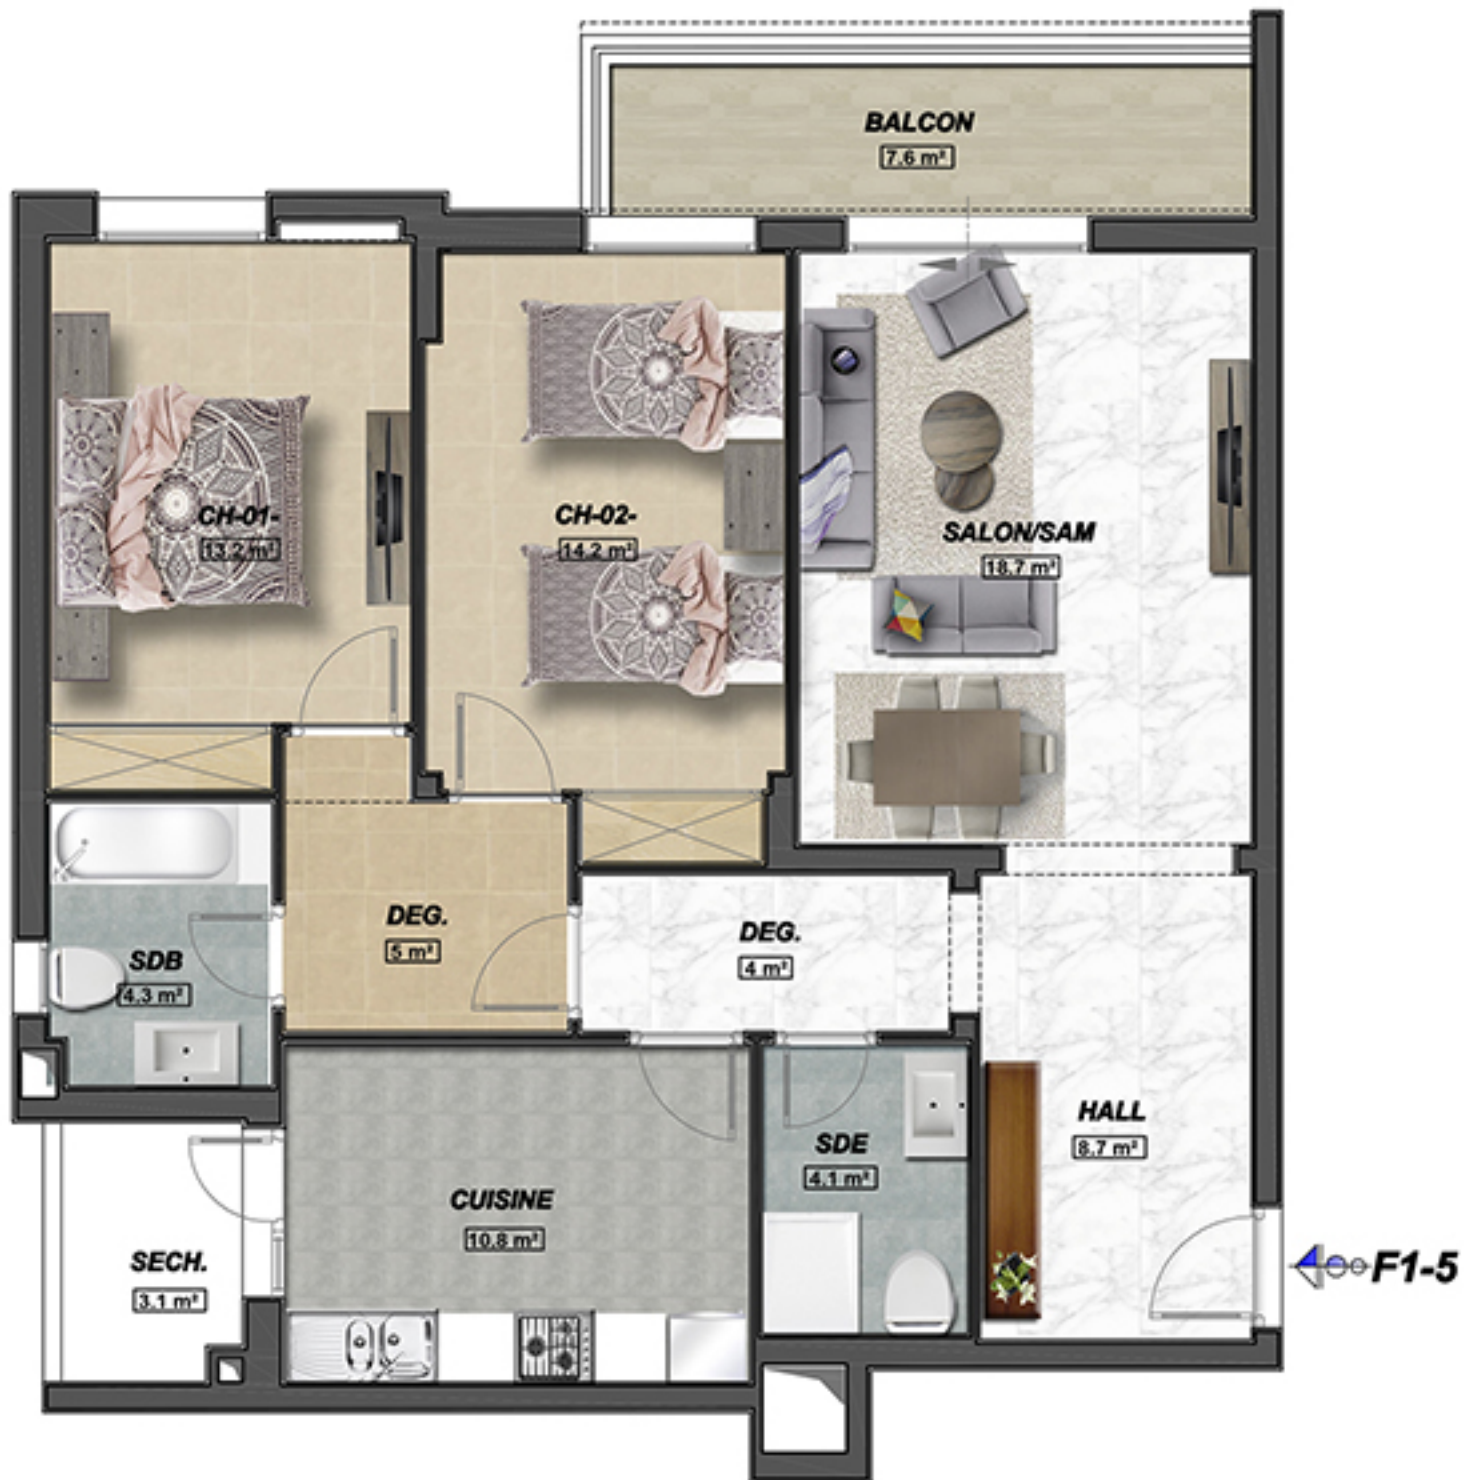 BALCON
7.6 m²
CH-01-
13.2 m²
CH-02-
14.2 m²
SALON/SAM
18.7 m²
DEG.
5 m²
DEG.
4 m²
SDB
4.3 m²
HALL
8.7 m²
SDE
4.1 m²
CUISINE
10.8 m²
SECH.
3.1 m²
F1-5